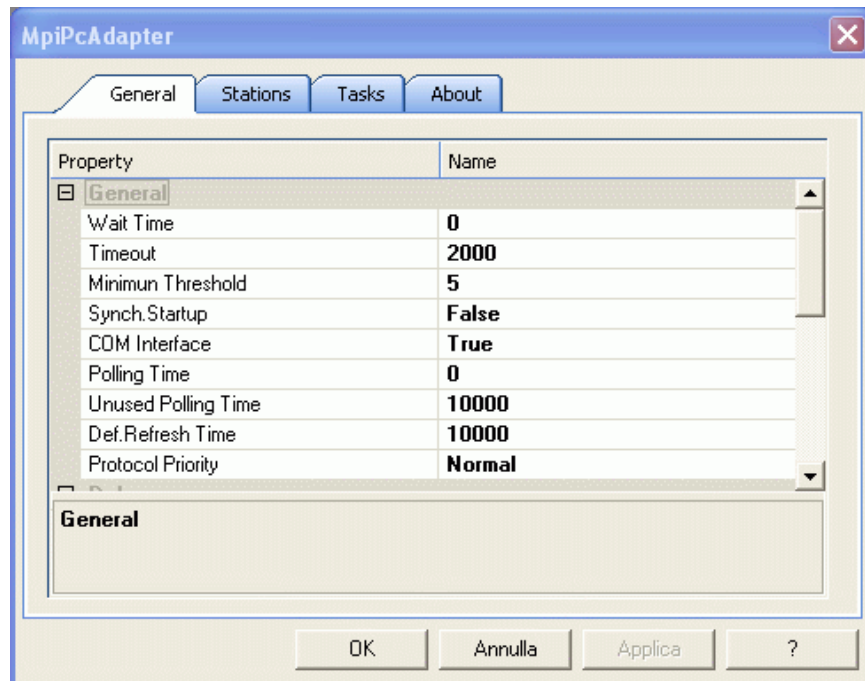 MpiPcAdapter
General Stations Tasks About
Property Name
General
Wait Time 0
Timeout 2000
Minimun Threshold 5
Synch.Startup False
COM Interface True
Polling Time 0
Unused Polling Time 10000
Def.Refresh Time 10000
Protocol Priority Normal
General
OK Annulla Applica ?